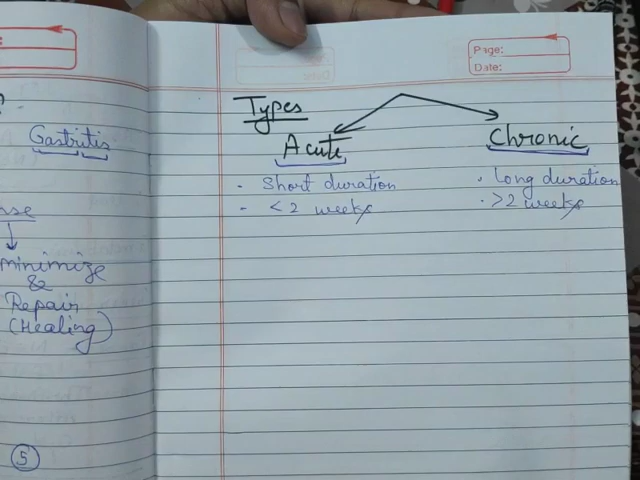 Gastritis
minimize
&
Repair
(Healing)
5
Page:
Date:
Types
Acute
Chronic
. Short duration
- < 2 weeks
. Long duration
. >2 weeks